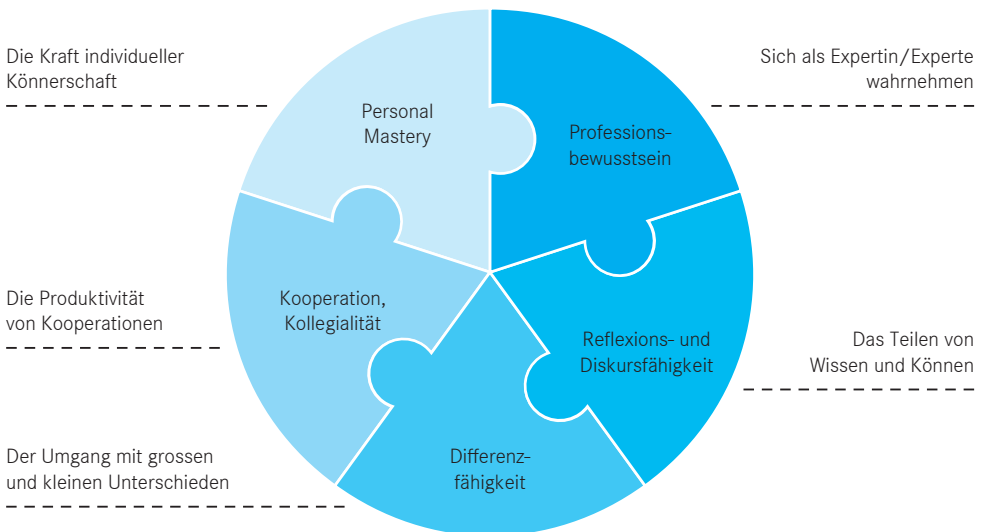 Die Kraft individueller
Könnerschaft
Sich als Expertin/Experte
wahrnehmen
Personal
Mastery
Professions-
bewusstsein
Die Produktivität
von Kooperationen
Kooperation,
Kollegialität
Reflexions- und
Diskursfähigkeit
Das Teilen von
Wissen und Können
Der Umgang mit grossen
und kleinen Unterschieden
Differenz-
fähigkeit